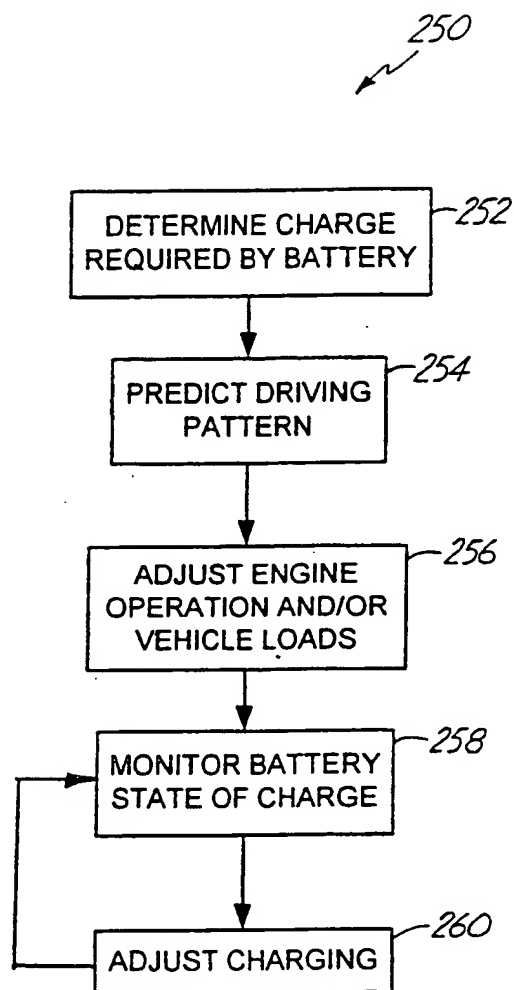 250
DETERMINE CHARGE
REQUIRED BY BATTERY
252
PREDICT DRIVING
PATTERN
254
ADJUST ENGINE
OPERATION AND/OR
VEHICLE LOADS
256
MONITOR BATTERY
STATE OF CHARGE
258
ADJUST CHARGING
260